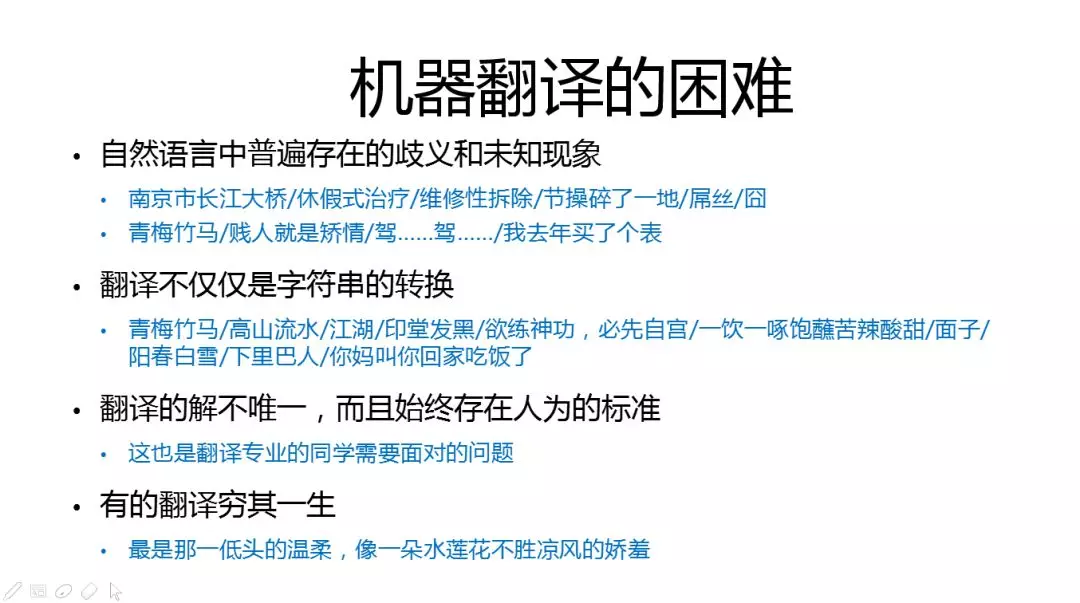 机器翻译的困难
• 自然语言中普遍存在的歧义和未知现象
• 南京市长江大桥/休假式治疗/维修性拆除/节操碎了一地/屌丝/囧
• 青梅竹马/贱人就是矫情/驾……驾……/我去年买了个表
• 翻译不仅仅是字符串的转换
• 青梅竹马/高山流水/江湖/印堂发黑/欲练神功，必先自宫/一饮一啄饱蘸苦辣酸甜/面子/
阳春白雪/下里巴人/你妈叫你回家吃饭了
• 翻译的解不唯一，而且始终存在人为的标准
• 这也是翻译专业的同学需要面对的问题
• 有的翻译穷其一生
• 最是那一低头的温柔，像一朵水莲花不胜凉风的娇羞